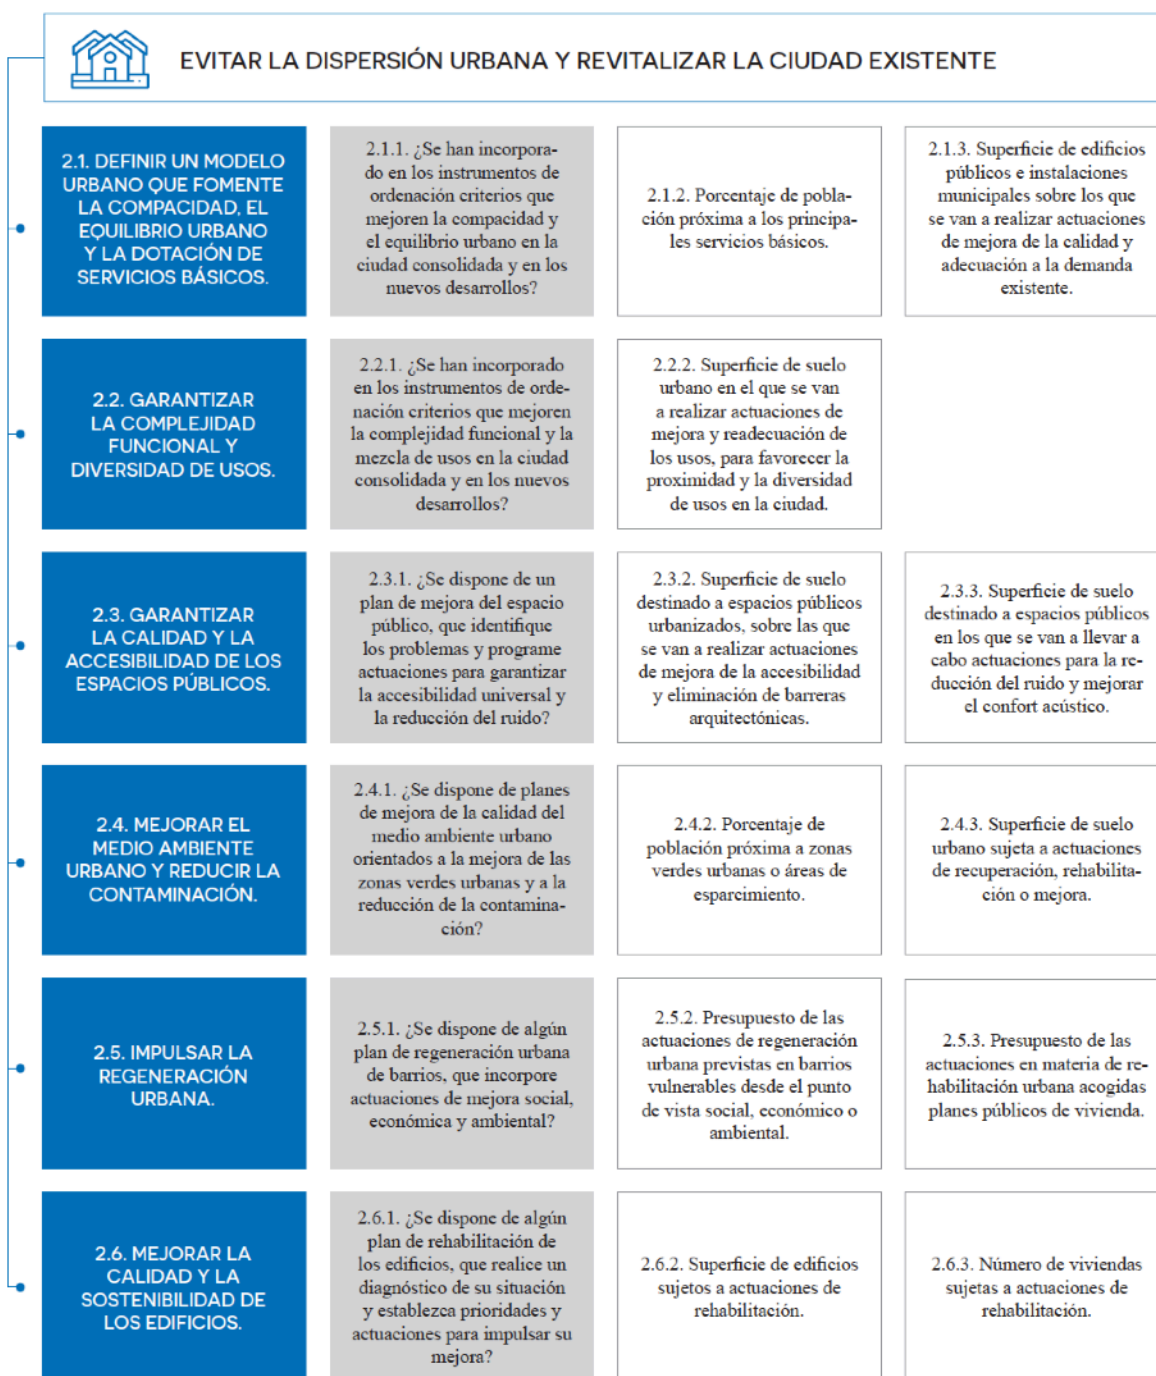 EVITAR LA DISPERSIÓN URBANA Y REVITALIZAR LA CIUDAD EXISTENTE
2.1. DEFINIR UN MODELO
URBANO QUE FOMENTE
LA COMPACIDAD, EL
EQUILIBRIO URBANO
Y LA DOTACIÓN DE
SERVICIOS BÁSICOS.
2.1.1. ¿Se han incorpora-
do en los instrumentos de
ordenación criterios que
mejoren la compacidad y
el equilibrio urbano en la
ciudad consolidada y en los
nuevos desarrollos?
2.1.2. Porcentaje de pobla-
ción próxima a los principa-
les servicios básicos.
2.1.3. Superficie de edificios
públicos e instalaciones
municipales sobre los que
se van a realizar actuaciones
de mejora de la calidad y
adecuación a la demanda
existente.
2.2. GARANTIZAR
LA COMPLEJIDAD
FUNCIONAL Y
DIVERSIDAD DE USOS.
2.2.1. ¿Se han incorporado
en los instrumentos de orde-
nación criterios que mejoren
la complejidad funcional y la
mezcla de usos en la ciudad
consolidada y en los nuevos
desarrollos?
2.2.2. Superficie de suelo
urbano en el que se van
a realizar actuaciones de
mejora y readecuación de
los usos, para favorecer la
proximidad y la diversidad
de usos en la ciudad.
2.3. GARANTIZAR
LA CALIDAD Y LA
ACCESIBILIDAD DE LOS
ESPACIOS PÚBLICOS.
2.3.1. ¿Se dispone de un
plan de mejora del espacio
público, que identifique
los problemas y programe
actuaciones para garantizar
la accesibilidad universal y
la reducción del ruido?
2.3.2. Superficie de suelo
destinado a espacios públicos
urbanizados, sobre las que
se van a realizar actuaciones
de mejora de la accesibilidad
y eliminación de barreras
arquitectónicas.
2.3.3. Superficie de suelo
destinado a espacios públicos
en los que se van a llevar a
cabo actuaciones para la re-
ducción del ruido y mejorar
el confort acústico.
2.4. MEJORAR EL
MEDIO AMBIENTE
URBANO Y REDUCIR LA
CONTAMINACIÓN.
2.4.1. ¿Se dispone de planes
de mejora de la calidad del
medio ambiente urbano
orientados a la mejora de las
zonas verdes urbanas y a la
reducción de la contamina-
ción?
2.4.2. Porcentaje de
población próxima a zonas
verdes urbanas o áreas de
esparcimiento.
2.4.3. Superficie de suelo
urbano sujeta a actuaciones
de recuperación, rehabilita-
ción o mejora.
2.5. IMPULSAR LA
REGENERACIÓN
URBANA.
2.5.1. ¿Se dispone de algún
plan de regeneración urbana
de barrios, que incorpore
actuaciones de mejora social,
económica y ambiental?
2.5.2. Presupuesto de las
actuaciones de regeneración
urbana previstas en barrios
vulnerables desde el punto
de vista social, económico o
ambiental.
2.5.3. Presupuesto de las
actuaciones en materia de re-
habilitación urbana acogidas
planes públicos de vivienda.
2.6. MEJORAR LA
CALIDAD Y LA
SOSTENIBILIDAD DE
LOS EDIFICIOS.
2.6.1. ¿Se dispone de algún
plan de rehabilitación de
los edificios, que realice un
diagnóstico de su situación
y establezca prioridades y
actuaciones para impulsar su
mejora?
2.6.2. Superficie de edificios
sujetos a actuaciones de
rehabilitación.
2.6.3. Número de viviendas
sujetas a actuaciones de
rehabilitación.